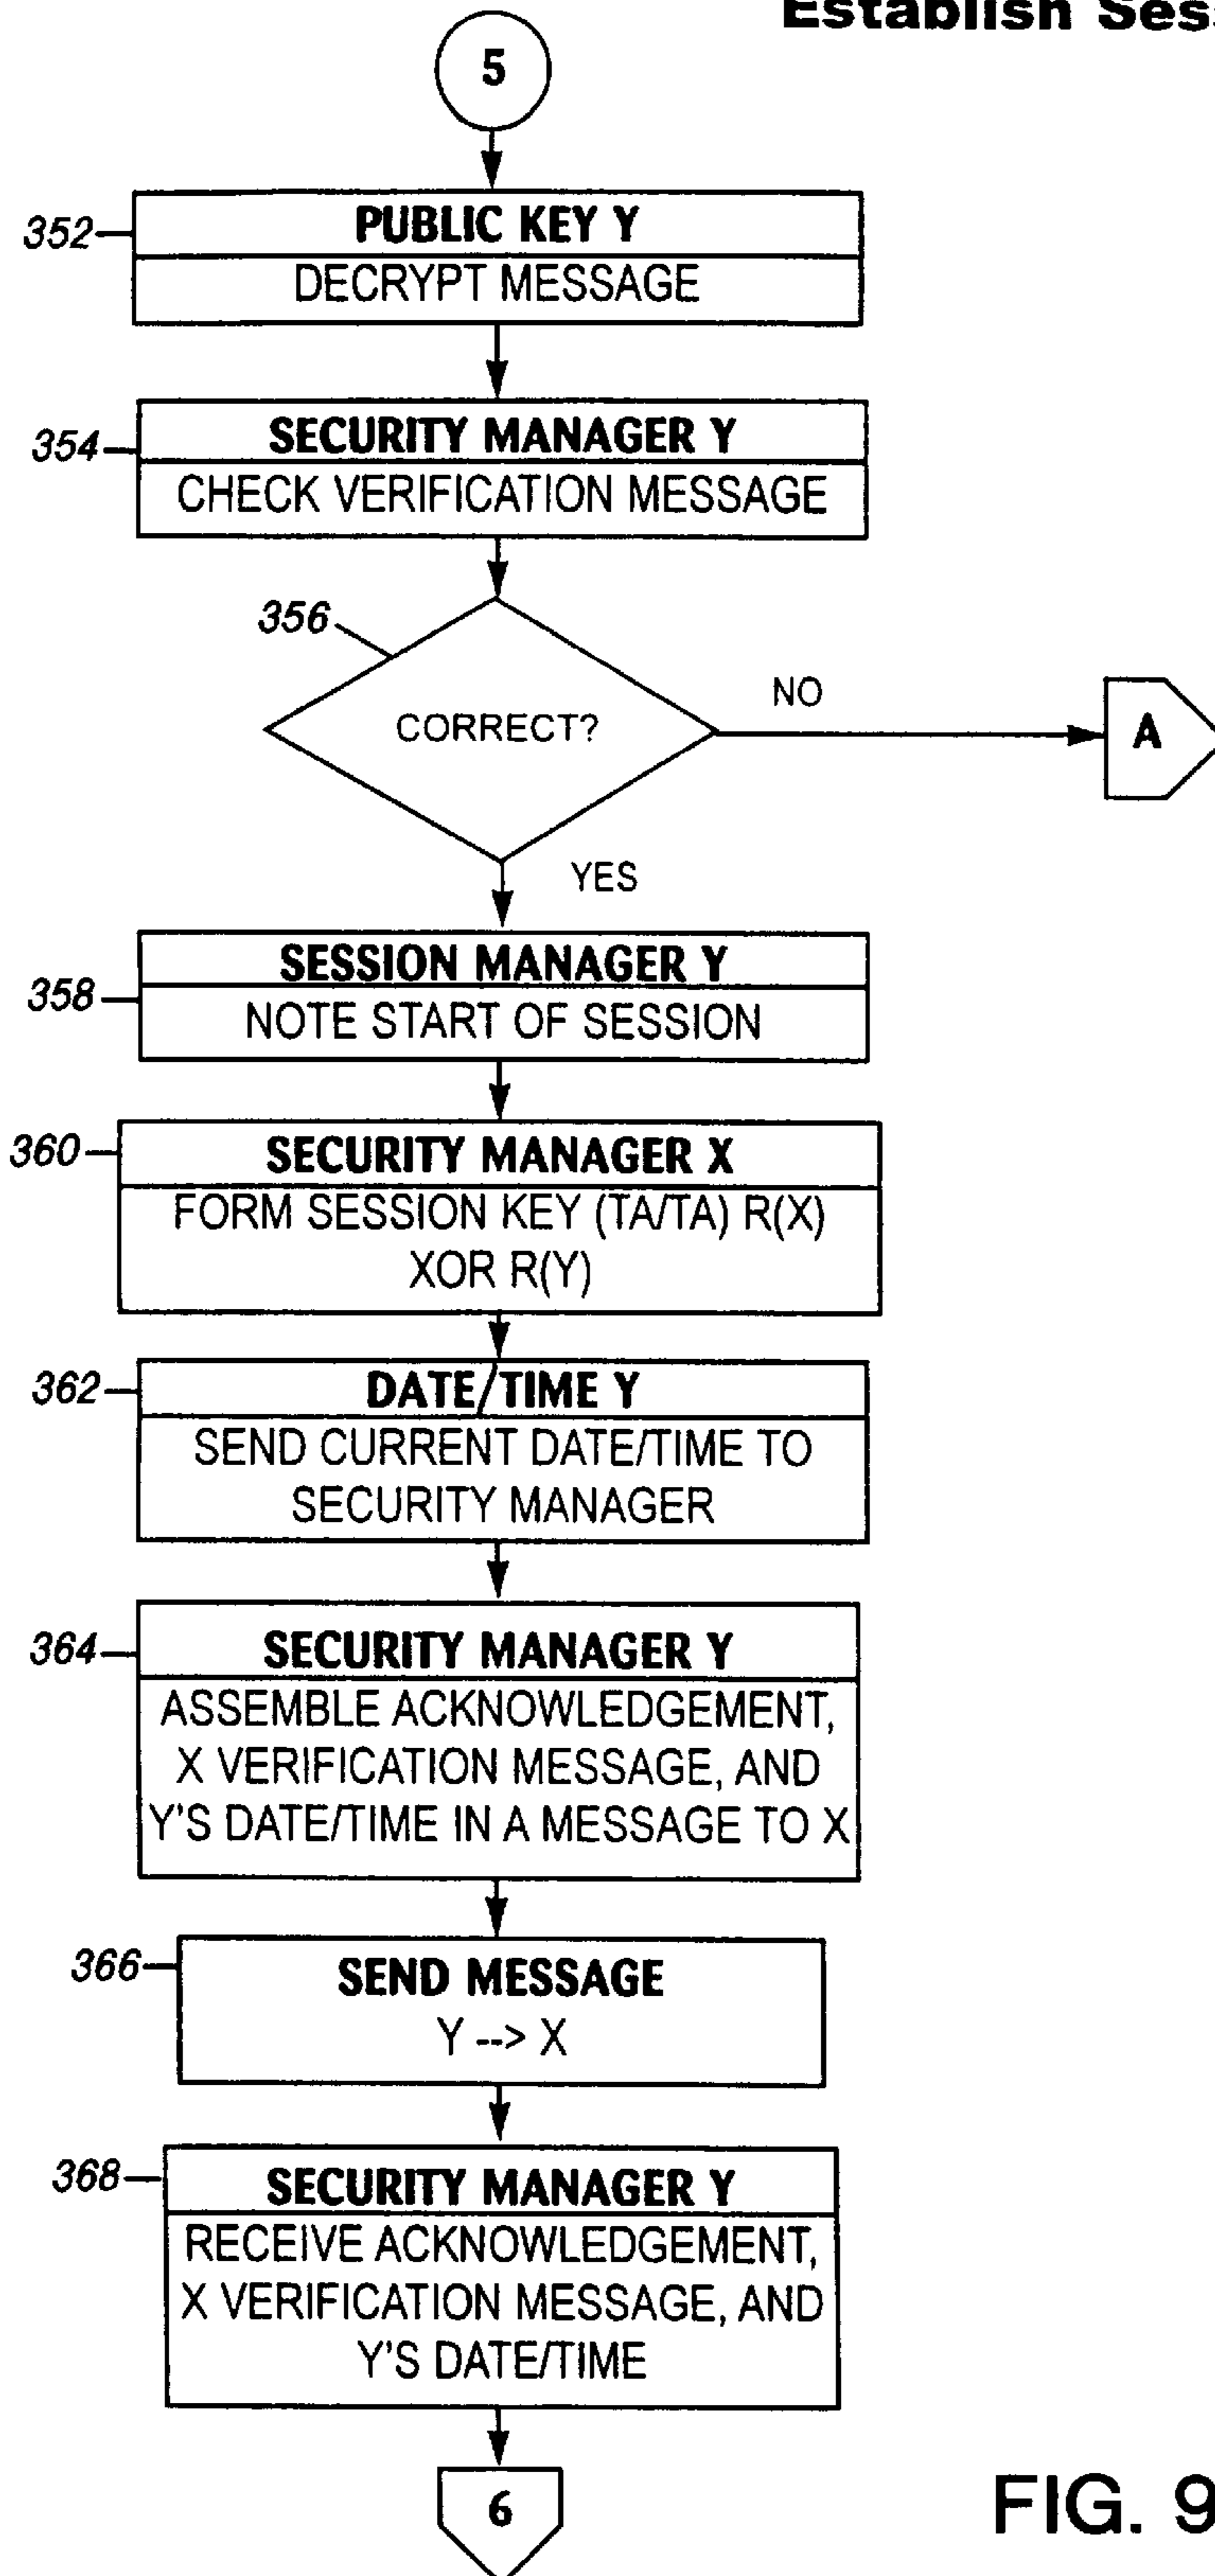 Establish Sess
5
352
PUBLIC KEY Y
DECRYPT MESSAGE
354
SECURITY MANAGER Y
CHECK VERIFICATION MESSAGE
356
CORRECT?
NO
A
YES
358
SESSION MANAGER Y
NOTE START OF SESSION
360
SECURITY MANAGER X
FORM SESSION KEY (TA/TA) R(X)
XOR R(Y)
362
DATE/TIME Y
SEND CURRENT DATE/TIME TO
SECURITY MANAGER
364
SECURITY MANAGER Y
ASSEMBLE ACKNOWLEDGEMENT,
X VERIFICATION MESSAGE, AND
Y'S DATE/TIME IN A MESSAGE TO X
366
SEND MESSAGE
Y --> X
368
SECURITY MANAGER Y
RECEIVE ACKNOWLEDGEMENT,
X VERIFICATION MESSAGE, AND
Y'S DATE/TIME
6
FIG. 9